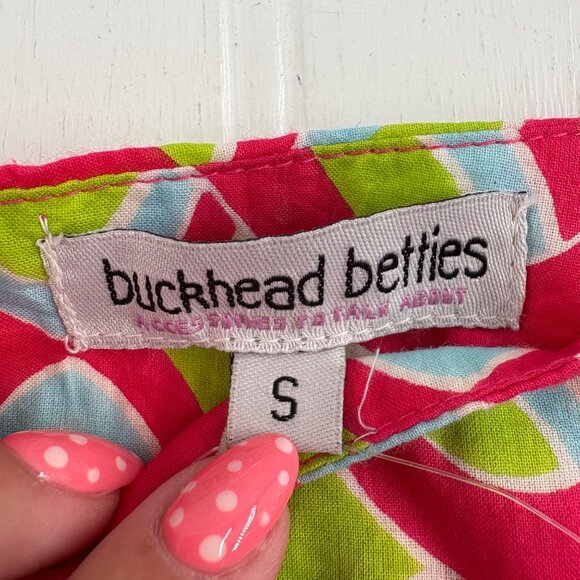 buckhead betties
ACCESSORIES TO TALK ABOUT
S